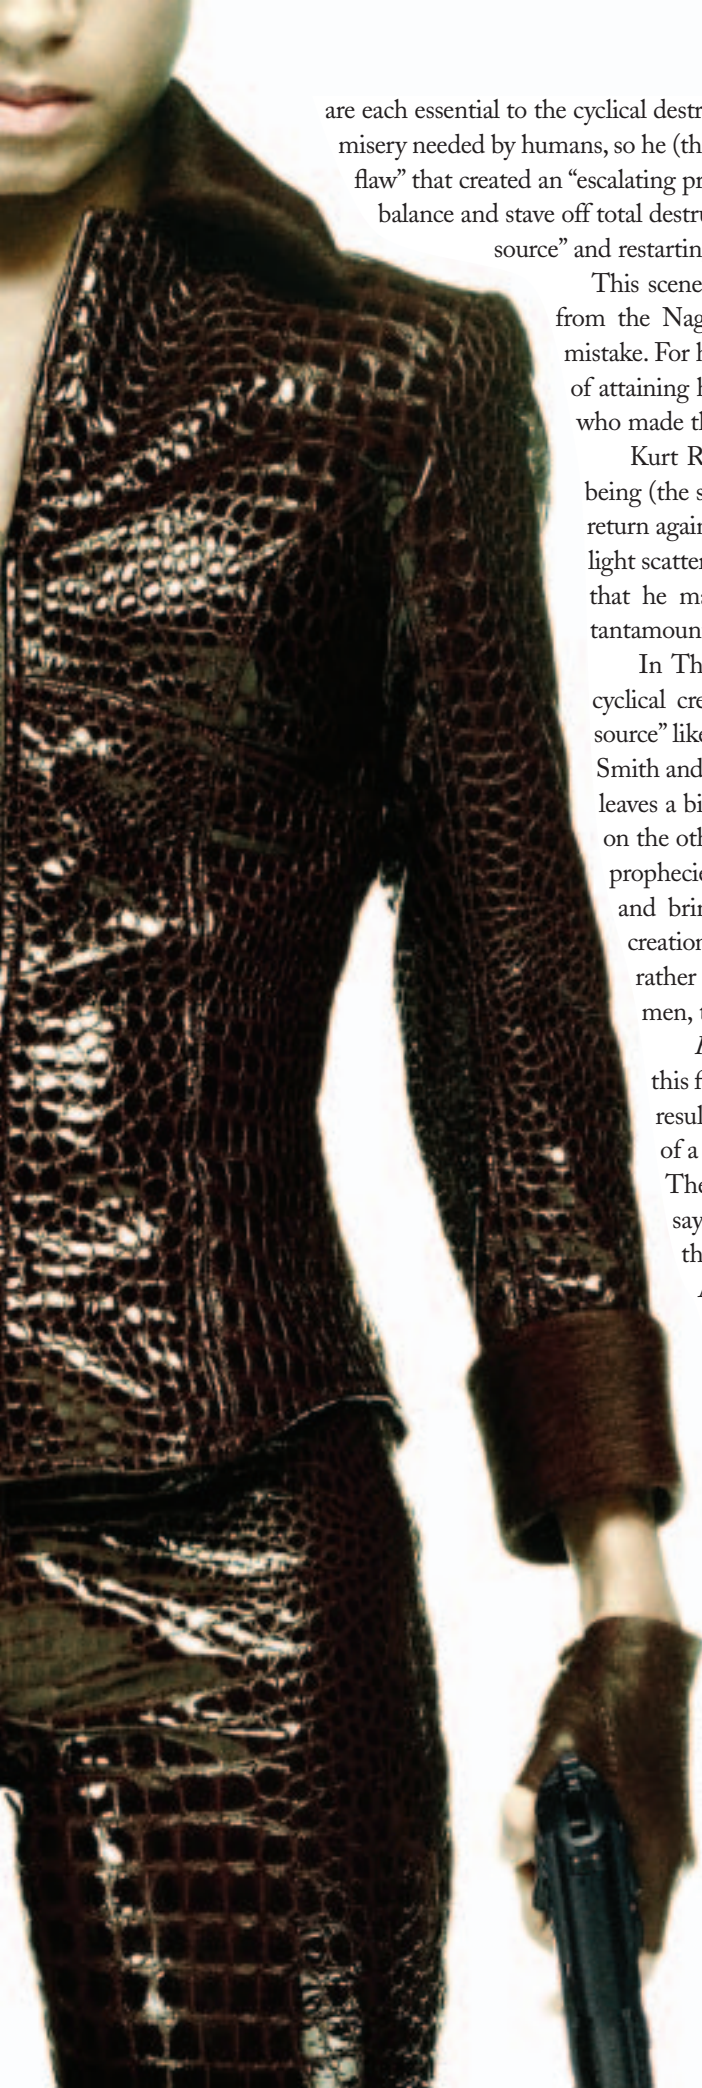 are each essential to the cyclical destr
misery needed by humans, so he (th
flaw” that created an “escalating pr
balance and stave off total destru
source” and restartin
This scene
from the Nag
mistake. For h
of attaining h
who made th
Kurt R
being (the s
return again
light scatter
that he ma
tantamoun
In Th
cyclical cre
source” like
Smith and
leaves a bi
on the oth
prophecie
and brin
creation
rather
men, t
this f
resul
of a
The
say
th